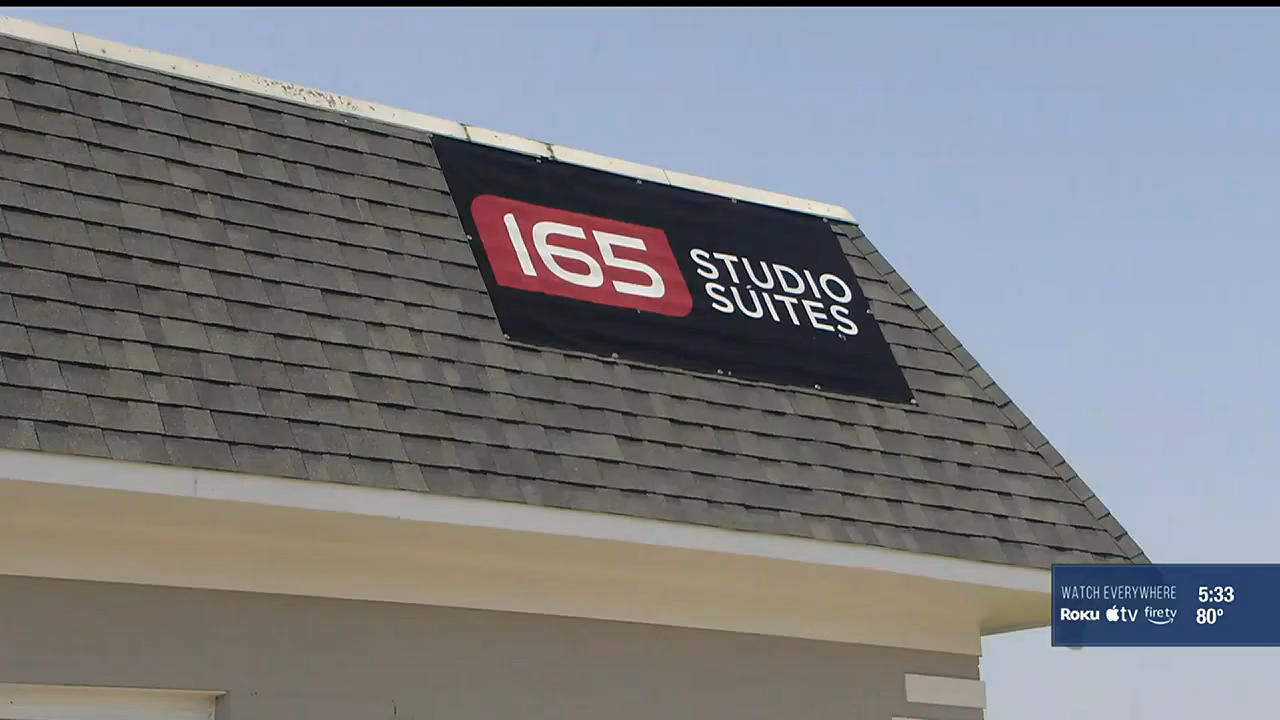 165
STUDIO
SUITES
WATCH EVERYWHERE
Roku tv fire tv
5:33
80°